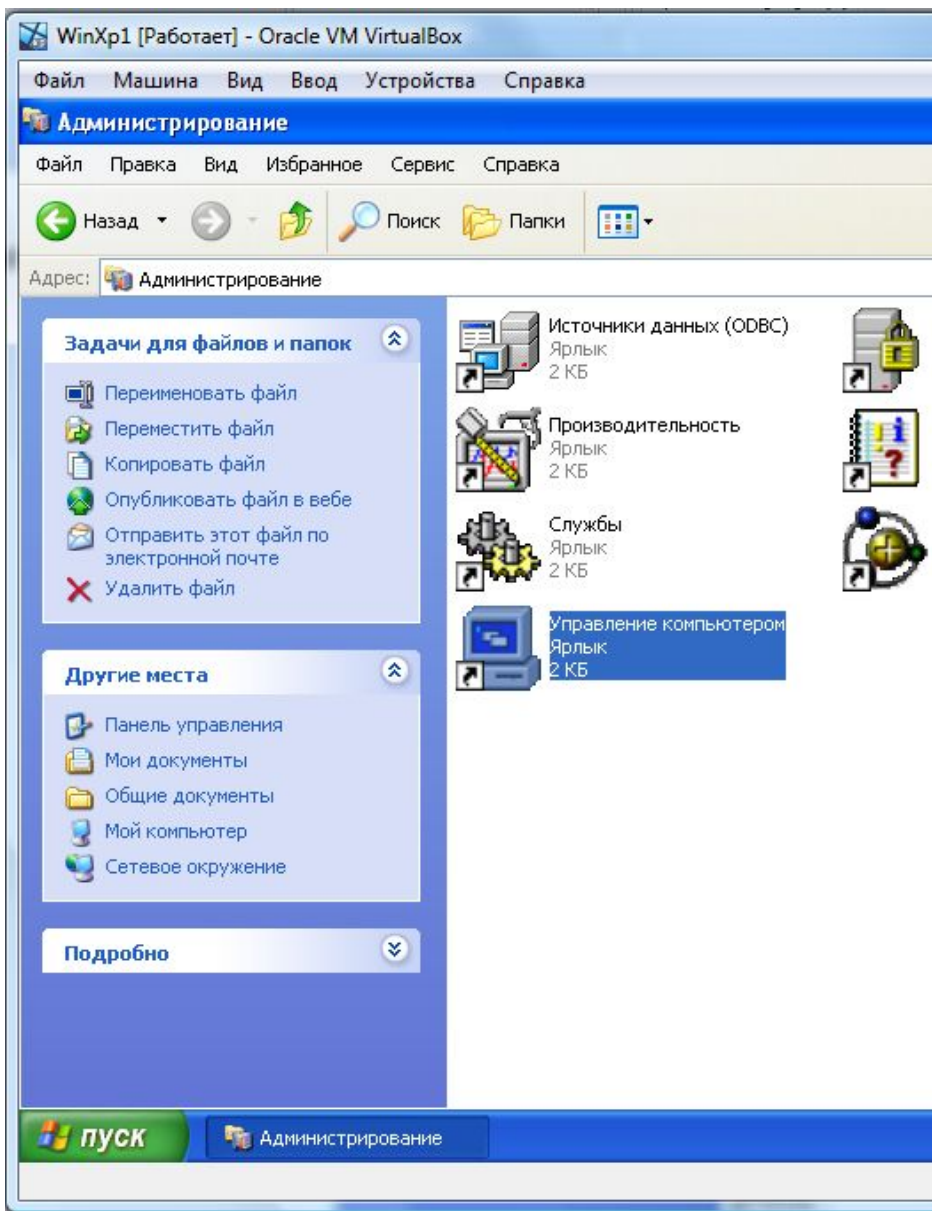 WinXp1 [Работает] - Oracle VM VirtualBox
Файл Машина Вид Ввод Устройства Справка
Администрирование
Файл Правка Вид Избранное Сервис Справка
Назад Поиск Папки
Адрес: Администрирование
Задачи для файлов и папок
Переименовать файл
Переместить файл
Копировать файл
Опубликовать файл в вебе
Отправить этот файл по
электронной почте
Удалить файл
Другие места
Панель управления
Мои документы
Общие документы
Мой компьютер
Сетевое окружение
Подробно
Источники данных (ODBC)
Ярлык
2 КБ
Производительность
Ярлык
2 КБ
Службы
Ярлык
2 КБ
Управление компьютером
Ярлык
2 КБ
пуск Администрирование